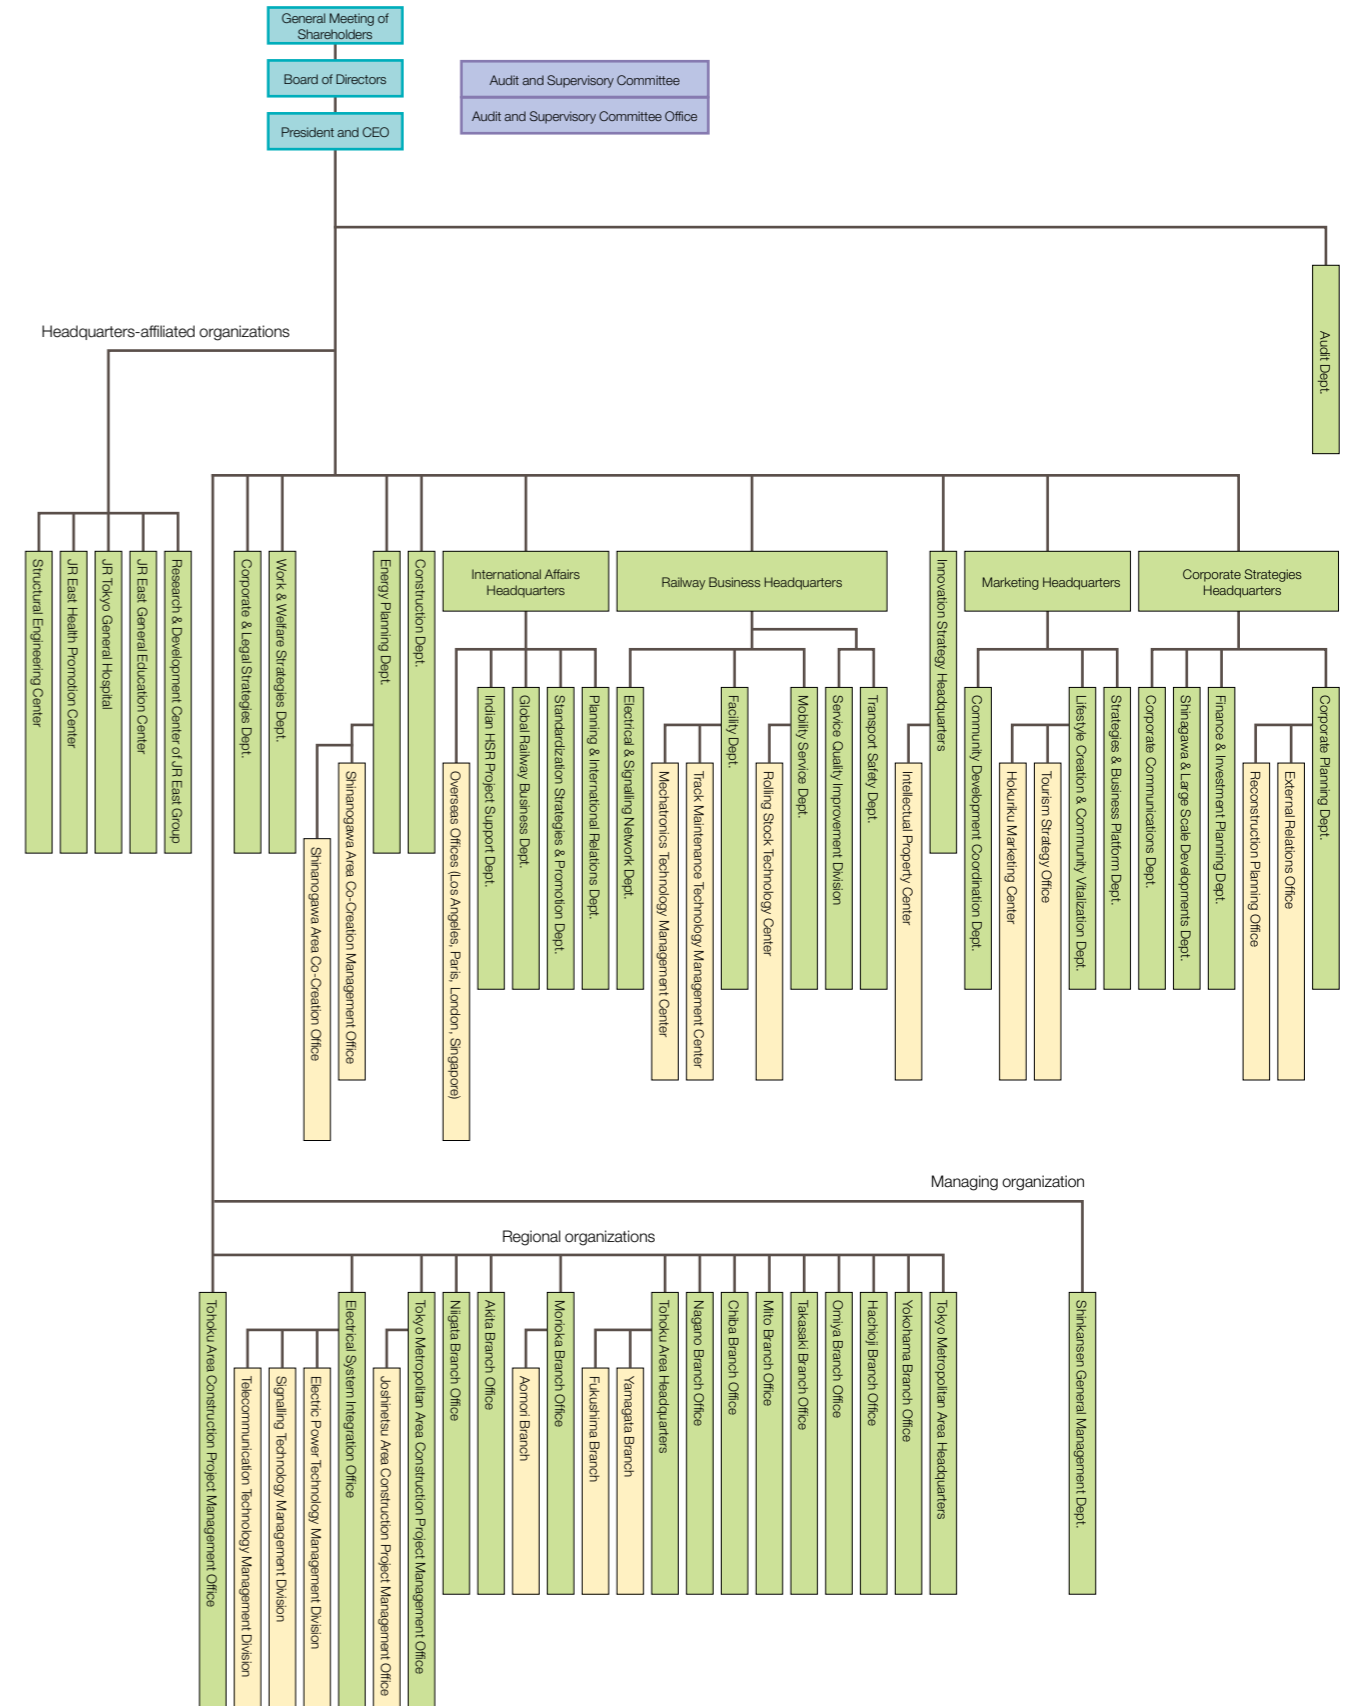 General Meeting of
Shareholders
Board of Directors
President and CEO
Audit and Supervisory Committee
Audit and Supervisory Committee Office
Audit Dept.
Headquarters-affiliated organizations
Structural Engineering Center
JR East Health Promotion Center
JR Tokyo General Hospital
JR East General Education Center
Research & Development Center of JR East Group
Corporate & Legal Strategies Dept.
Work & Welfare Strategies Dept.
Energy Planning Dept.
Shinanogawa Area Co-Creation Office
Shinanogawa Area Co-Creation Management Office
Construction Dept.
International Affairs
Headquarters
Overseas Offices (Los Angeles, Paris, London, Singapore)
Indian HSR Project Support Dept.
Global Railway Business Dept.
Standardization Strategies & Promotion Dept.
Planning & International Relations Dept.
Railway Business Headquarters
Electrical & Signalling Network Dept.
Mechatronics Technology Management Center
Track Maintenance Technology Management Center
Facility Dept.
Rolling Stock Technology Center
Mobility Service Dept.
Service Quality Improvement Division
Transport Safety Dept.
Innovation Strategy Headquarters
Intellectual Property Center
Marketing Headquarters
Community Development Coordination Dept.
Hokuriku Marketing Center
Tourism Strategy Office
Lifestyle Creation & Community Vitalization Dept.
Strategies & Business Platform Dept.
Corporate Strategies
Headquarters
Corporate Communications Dept.
Shinagawa & Large Scale Developments Dept.
Finance & Investment Planning Dept.
Reconstruction Planning Office
External Relations Office
Corporate Planning Dept.
Managing organization
Shinkansen General Management Dept.
Regional organizations
Tohoku Area Construction Project Management Office
Telecommunication Technology Management Division
Signalling Technology Management Division
Electric Power Technology Management Division
Electrical System Integration Office
Joshinetsu Area Construction Project Management Office
Tokyo Metropolitan Area Construction Project Management Office
Niigata Branch Office
Akita Branch Office
Aomori Branch
Morioka Branch Office
Fukushima Branch
Yamagata Branch
Tohoku Area Headquarters
Nagano Branch Office
Chiba Branch Office
Mito Branch Office
Takasaki Branch Office
Omiya Branch Office
Hachioji Branch Office
Yokohama Branch Office
Tokyo Metropolitan Area Headquarters